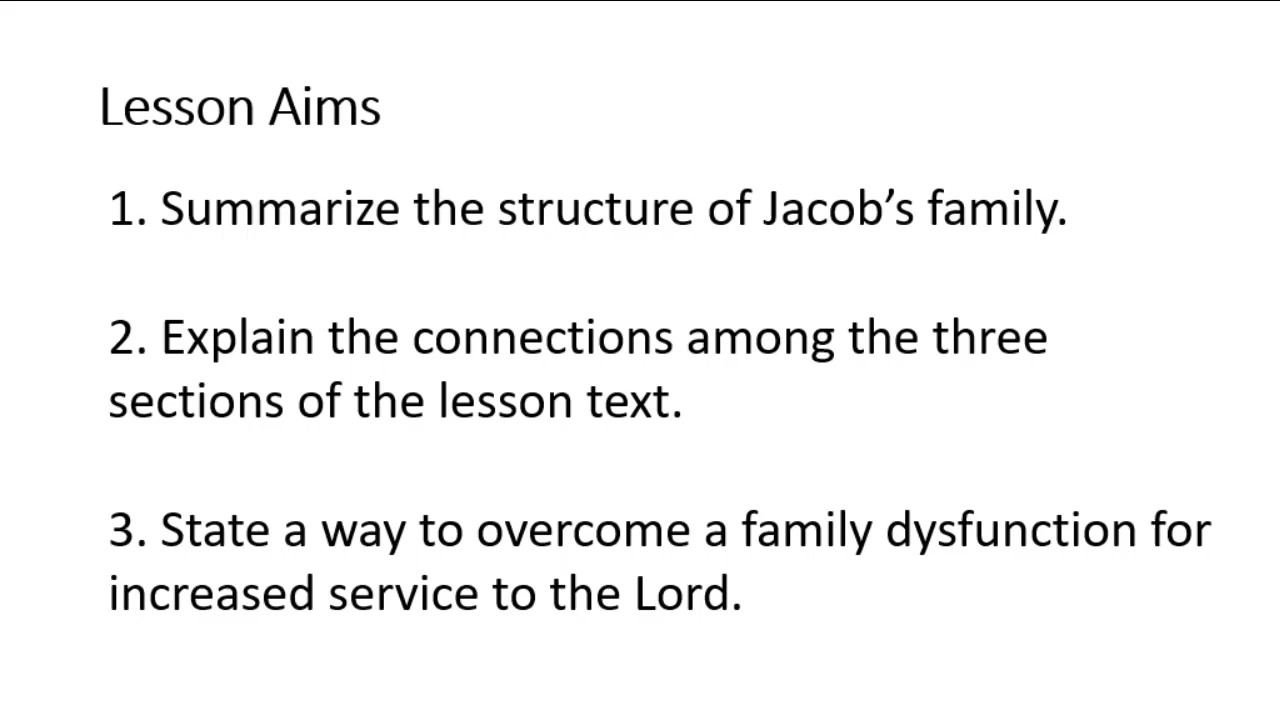 Lesson Aims
1. Summarize the structure of Jacob’s family.
2. Explain the connections among the three
sections of the lesson text.
3. State a way to overcome a family dysfunction for
increased service to the Lord.